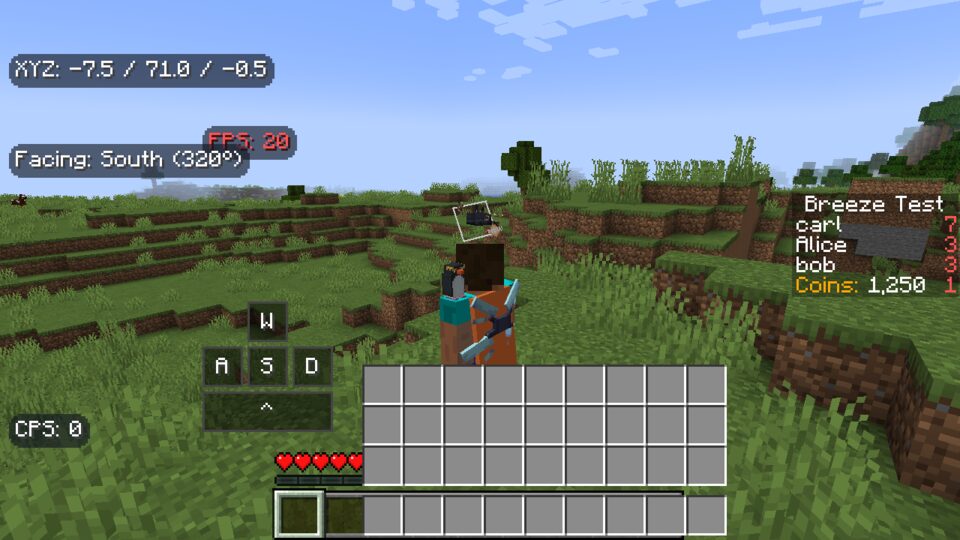 XYZ: -7.5 / 71.0 / -0.5
FPS: 20
Facing: South (320°)
Breeze Test
carl 7
Alice 3
bob 3
Coins: 1,250 1
W
A S D
^
CPS: 0